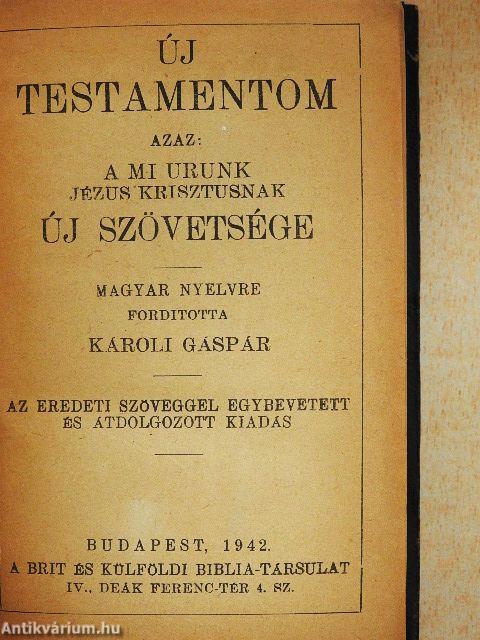 ÚJ
TESTAMENTOM
AZAZ:
A MI URUNK
JÉZUS KRISZTUSNAK
ÚJ SZÖVETSÉGE
MAGYAR NYELVRE
FORDITOTTA
KÁROLI GÁSPÁR
AZ EREDETI SZÖVEGGEL EGYBEVETETT
ÉS ÁTDOLGOZOTT KIADÁS
BUDAPEST, 1942.
A BRIT ÉS KÜLFÖLDI BIBLIA-TÁRSULAT
IV., DEÁK FERENC-TÉR 4. SZ.
Antikvárium.hu